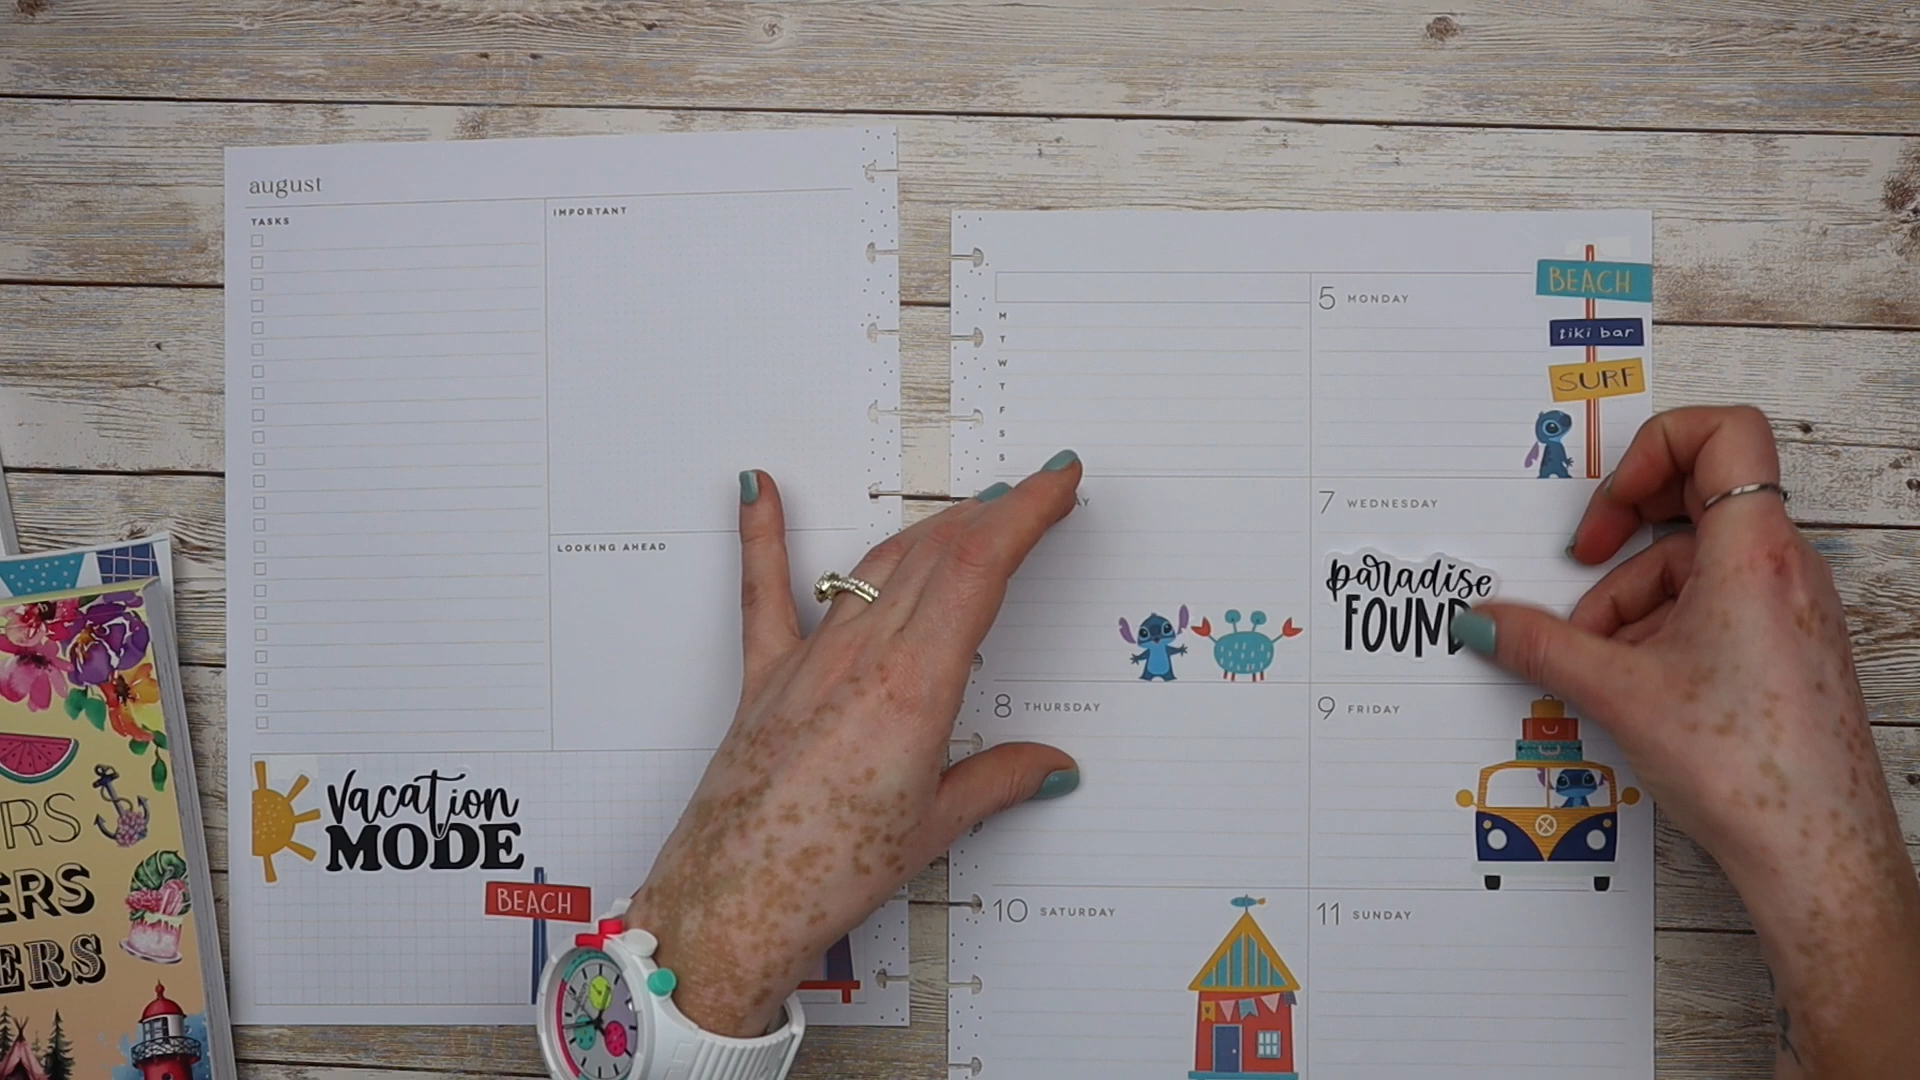 august
TASKS
IMPORTANT
LOOKING AHEAD
vacation
MODE
BEACH
M
T
W
T
F
S
S
5 MONDAY
BEACH
tiki bar
SURF
7 WEDNESDAY
paradise
FOUND
8 THURSDAY
9 FRIDAY
10 SATURDAY
11 SUNDAY